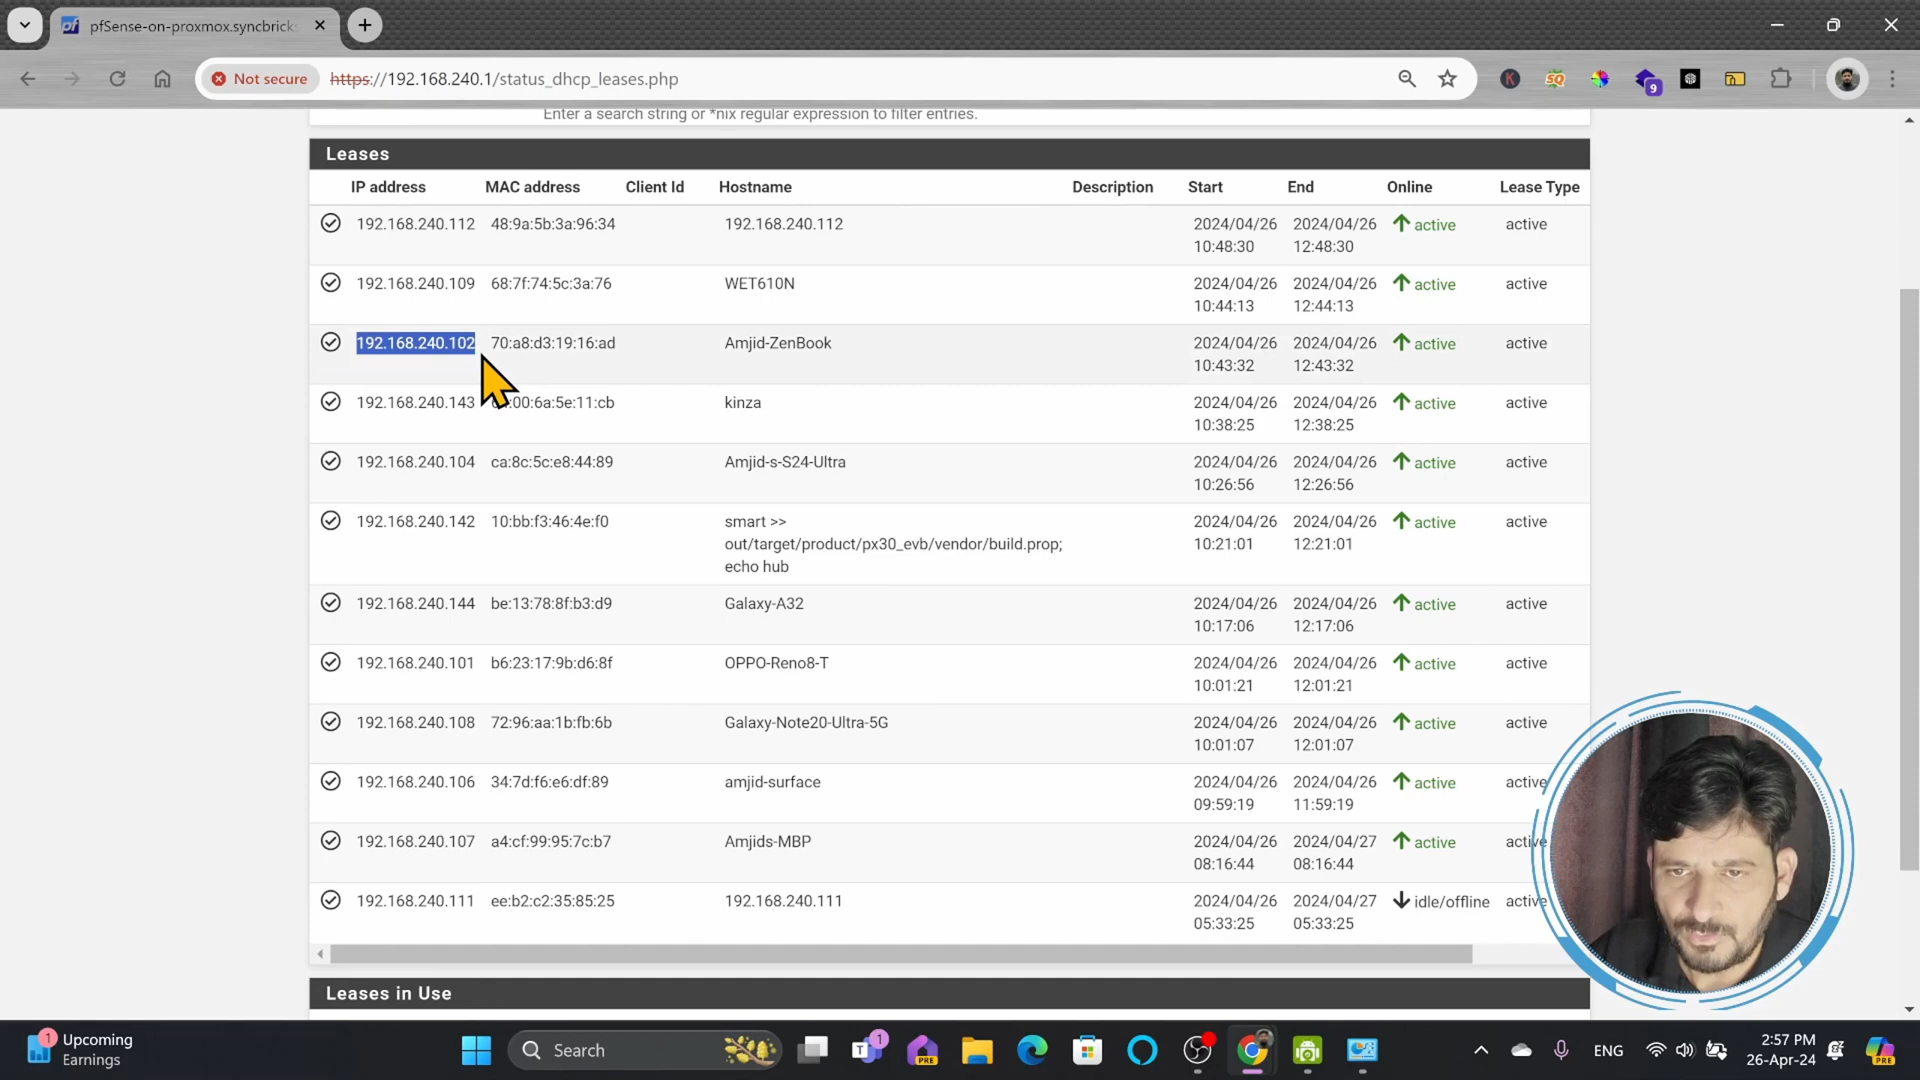 pfSense-on-proxmox.syncbricks
Not secure https://192.168.240.1/status_dhcp_leases.php
9
Enter a search string or *nix regular expression to filter entries.
Leases
IP address MAC address Client Id Hostname Description Start End Online Lease Type
192.168.240.112 48:9a:5b:3a:96:34 192.168.240.112 2024/04/26 2024/04/26 active active
10:48:30 12:48:30
192.168.240.109 68:7f:74:5c:3a:76 WET610N 2024/04/26 2024/04/26 active active
10:44:13 12:44:13
192.168.240.102 70:a8:d3:19:16:ad Amjid-ZenBook 2024/04/26 2024/04/26 active active
10:43:32 12:43:32
192.168.240.143 :00:6a:5e:11:cb kinza 2024/04/26 2024/04/26 active active
10:38:25 12:38:25
192.168.240.104 ca:8c:5c:e8:44:89 Amjid-s-S24-Ultra 2024/04/26 2024/04/26 active active
10:26:56 12:26:56
192.168.240.142 10:bb:f3:46:4e:f0 smart >> 2024/04/26 2024/04/26 active active
out/target/product/px30_evb/vendor/build.prop; 10:21:01 12:21:01
echo hub
192.168.240.144 be:13:78:8f:b3:d9 Galaxy-A32 2024/04/26 2024/04/26 active active
10:17:06 12:17:06
192.168.240.101 b6:23:17:9b:d6:8f OPPO-Reno8-T 2024/04/26 2024/04/26 active active
10:01:21 12:01:21
192.168.240.108 72:96:aa:1b:fb:6b Galaxy-Note20-Ultra-5G 2024/04/26 2024/04/26 active active
10:01:07 12:01:07
192.168.240.106 34:7d:f6:e6:df:89 amjid-surface 2024/04/26 2024/04/26 active active
09:59:19 11:59:19
192.168.240.107 a4:cf:99:95:7c:b7 Amjids-MBP 2024/04/26 2024/04/27 active active
08:16:44 08:16:44
192.168.240.111 ee:b2:c2:35:85:25 192.168.240.111 2024/04/26 2024/04/27 idle/offline active
05:33:25 05:33:25
Leases in Use
1 Upcoming
Earnings
Search
T 1
PRE
ENG
2:57 PM
26-Apr-24
PRE